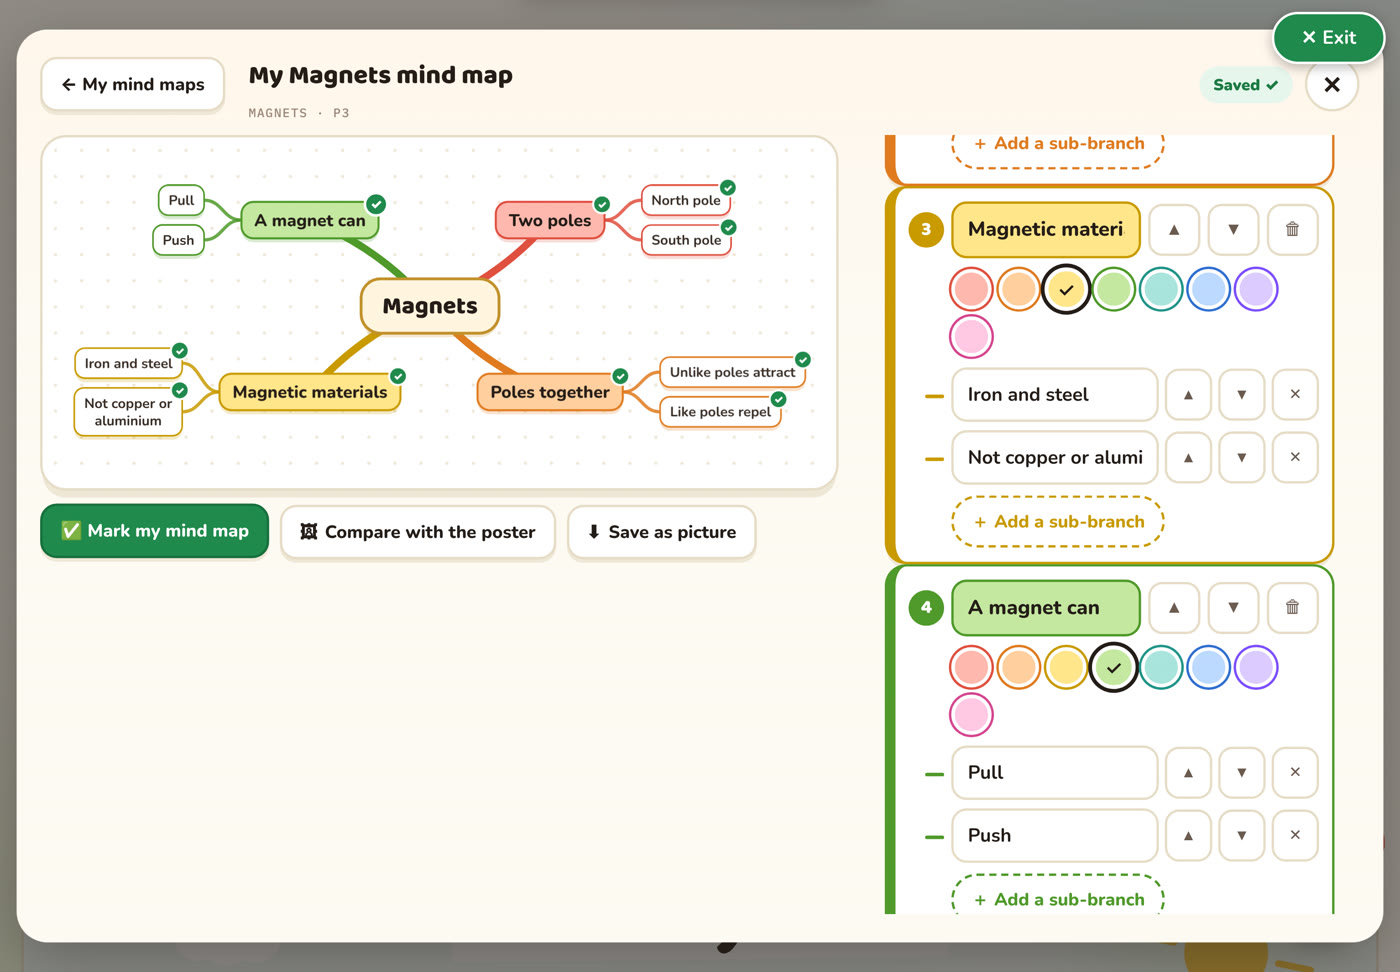 ✕ Exit
← My mind maps
My Magnets mind map
MAGNETS · P3
Saved ✓
✕
Pull
Push
A magnet can
Two poles
North pole
South pole
Magnets
Iron and steel
Not copper or
aluminium
Magnetic materials
Poles together
Unlike poles attract
Like poles repel
✅ Mark my mind map
🖼 Compare with the poster
⬇ Save as picture
+ Add a sub-branch
3
Magnetic materi
Iron and steel
Not copper or alumi
+ Add a sub-branch
4
A magnet can
Pull
Push
+ Add a sub-branch